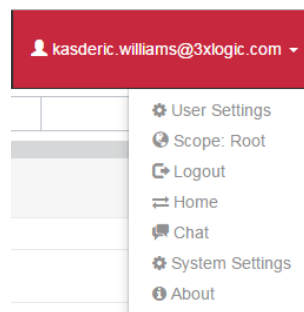 kasderic.williams@3xlogic.com
User Settings
Scope: Root
Logout
Home
Chat
System Settings
About